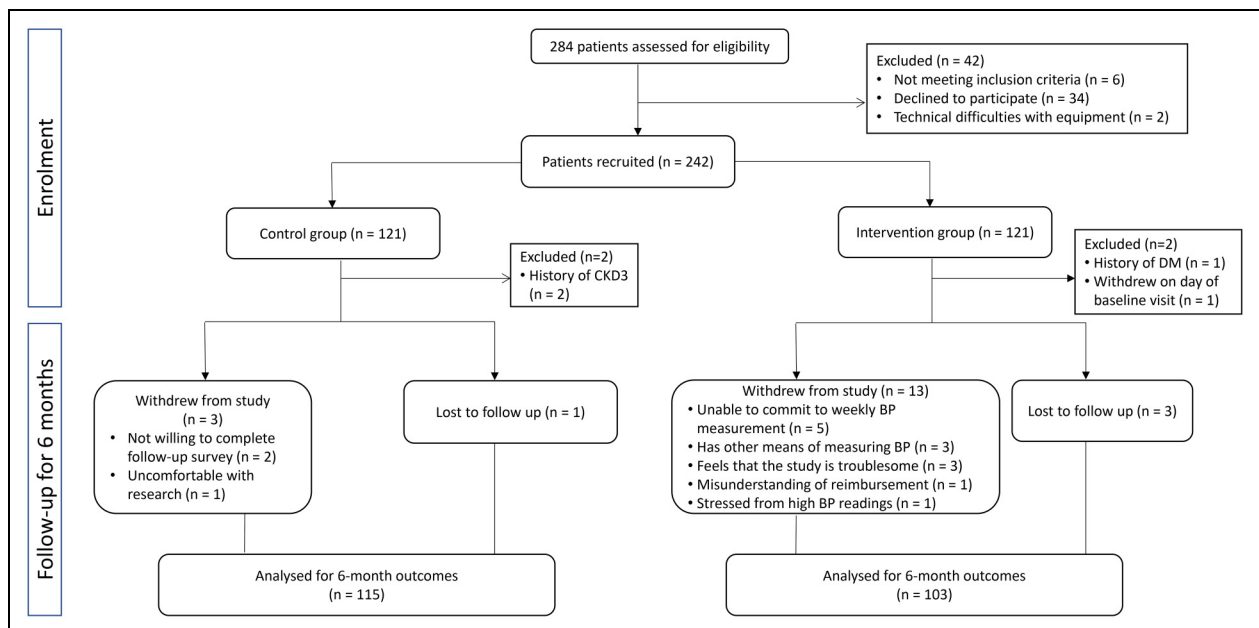 Enrolment
284 patients assessed for eligibility
Excluded (n = 42)
• Not meeting inclusion criteria (n = 6)
• Declined to participate (n = 34)
• Technical difficulties with equipment (n = 2)
Patients recruited (n = 242)
Control group (n = 121)
Excluded (n=2)
• History of CKD3
(n = 2)
Intervention group (n = 121)
Excluded (n=2)
• History of DM (n = 1)
• Withdrew on day of
baseline visit (n = 1)
Follow-up for 6 months
Withdrew from study
(n = 3)
• Not willing to complete
follow-up survey (n = 2)
• Uncomfortable with
research (n = 1)
Lost to follow up (n = 1)
Withdrew from study (n = 13)
• Unable to commit to weekly BP
measurement (n = 5)
• Has other means of measuring BP (n = 3)
• Feels that the study is troublesome (n = 3)
• Misunderstanding of reimbursement (n = 1)
• Stressed from high BP readings (n = 1)
Lost to follow up (n = 3)
Analysed for 6-month outcomes
(n = 115)
Analysed for 6-month outcomes
(n = 103)